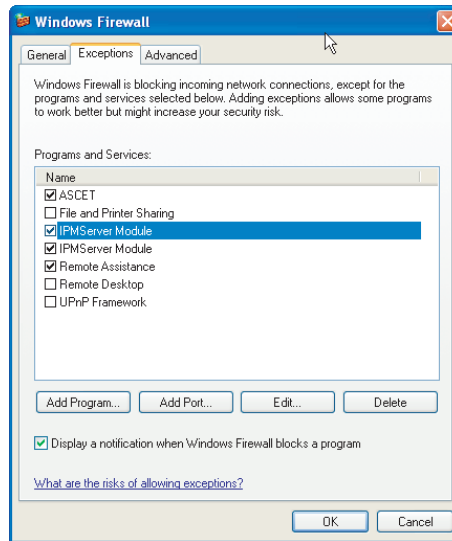 Windows Firewall
General Exceptions Advanced
Windows Firewall is blocking incoming network connections, except for the
programs and services selected below. Adding exceptions allows some programs
to work better but might increase your security risk.
Programs and Services:
Name
ASCET
File and Printer Sharing
IPMServer Module
IPMServer Module
Remote Assistance
Remote Desktop
UPnP Framework
Add Program... Add Port... Edit... Delete
Display a notification when Windows Firewall blocks a program
What are the risks of allowing exceptions?
OK Cancel